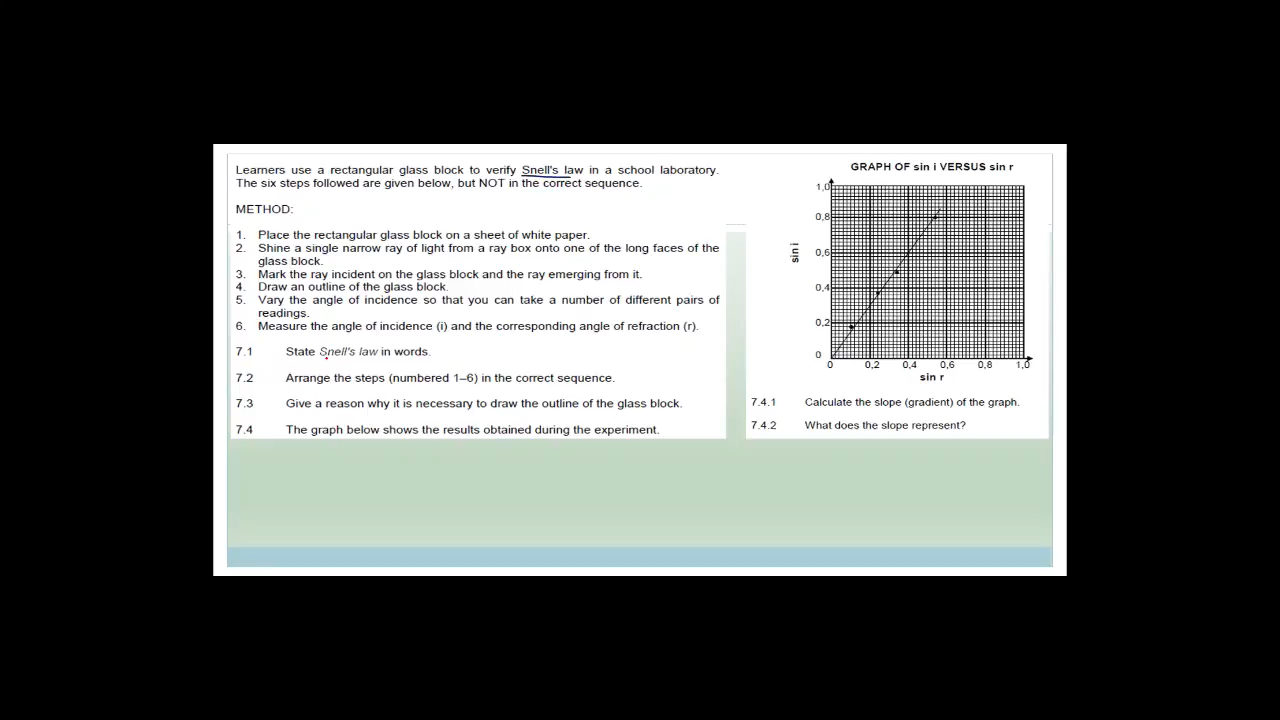 Learners use a rectangular glass block to verify Snell's law in a school laboratory.
The six steps followed are given below, but NOT in the correct sequence.
METHOD:
1. Place the rectangular glass block on a sheet of white paper.
2. Shine a single narrow ray of light from a ray box onto one of the long faces of the
glass block.
3. Mark the ray incident on the glass block and the ray emerging from it.
4. Draw an outline of the glass block.
5. Vary the angle of incidence so that you can take a number of different pairs of
readings.
6. Measure the angle of incidence (i) and the corresponding angle of refraction (r).
7.1 State Snell's law in words.
7.2 Arrange the steps (numbered 1–6) in the correct sequence.
7.3 Give a reason why it is necessary to draw the outline of the glass block.
7.4 The graph below shows the results obtained during the experiment.
GRAPH OF sin i VERSUS sin r
1,0
0,8
0,6
0,4
0,2
0
sin i
0 0,2 0,4 0,6 0,8 1,0
sin r
7.4.1 Calculate the slope (gradient) of the graph.
7.4.2 What does the slope represent?